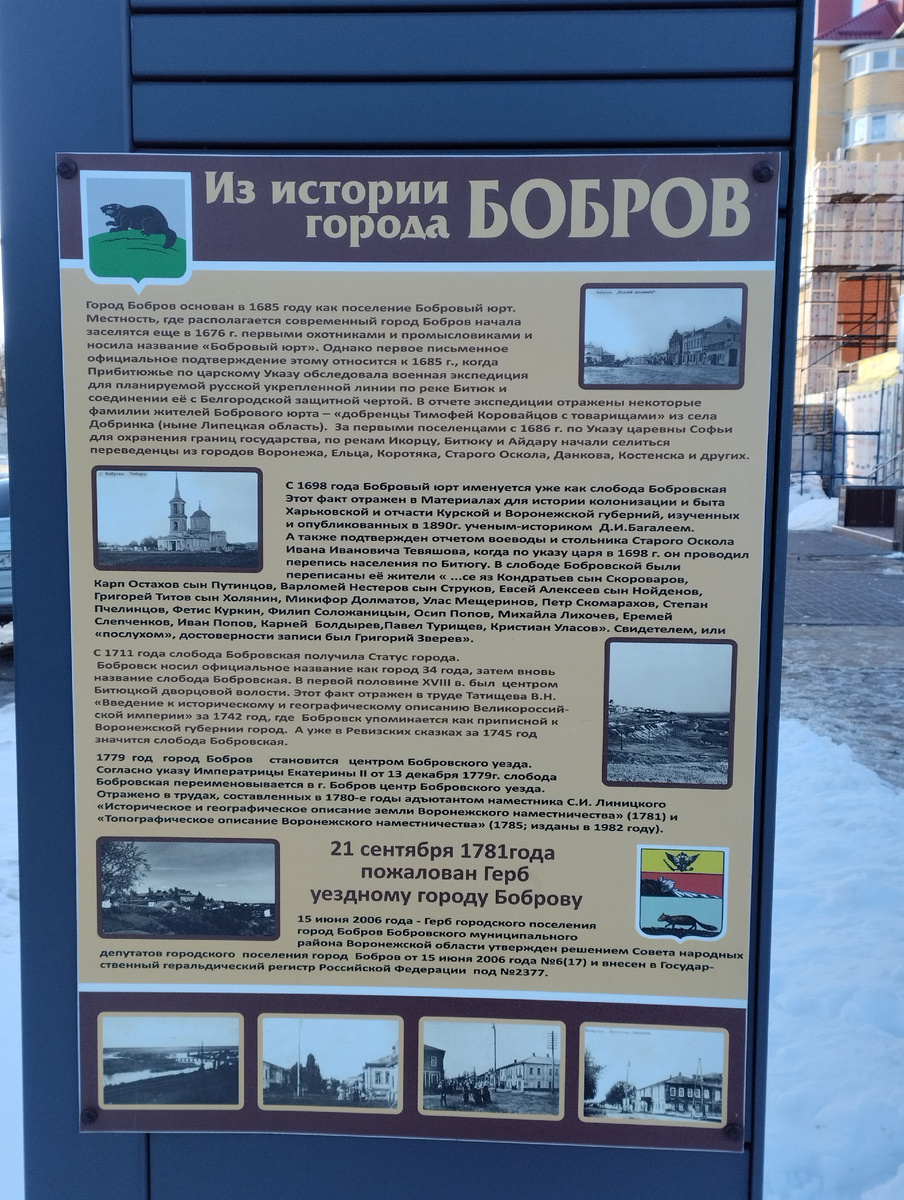 Из истории
города БОБРОВ
Город Бобров основан в 1685 году как поселение Бобровый юрт.
Местность, где располагается современный город Бобров начала
заселятся еще в 1676 г. первыми охотниками и промысловиками и
носила название «Бобровый юрт». Однако первое письменное
официальное подтверждение этому относится к 1685 г., когда
Прибитюжье по царскому Указу обследовала военная экспедиция
для планируемой русской укрепленной линии по реке Битюк и
соединении её с Белгородской защитной чертой. В отчете экспедиции отражены некоторые
фамилии жителей Бобрового юрта – «добренцы Тимофей Коровайцов с товарищами» из села
Добринка (ныне Липецкая область). За первыми поселенцами с 1686 г. по Указу царевны Софьи
для охранения границ государства, по рекам Икорцу, Битюку и Айдару начали селиться
переведенцы из городов Воронежа, Ельца, Коротяка, Старого Оскола, Данкова, Костенска и других.
С 1698 года Бобровый юрт именуется уже как слобода Бобровская
Этот факт отражен в Материалах для истории колонизации и быта
Харьковской и отчасти Курской и Воронежской губерний, изученных
и опубликованных в 1890г. ученым-историком Д.И.Багалеем.
А также подтвержден отчетом воеводы и стольника Старого Оскола
Ивана Ивановича Тевяшова, когда по указу царя в 1698 г. он проводил
перепись населения по Битюгу. В слободе Бобровской были
переписаны её жители « ...се яз Кондратьев сын Скороваров,
Карп Остахов сын Путинцов, Варломей Нестеров сын Струков, Евсей Алексеев сын Нойденов,
Григорей Титов сын Холянин, Микифор Долматов, Улас Мещеринов, Петр Скомарахов, Степан
Пчелинцов, Фетис Куркин, Филип Соложаницын, Осип Попов, Михайла Лихочев, Еремей
Слепченков, Иван Попов, Карней Болдырев,Павел Турищев, Кристиан Уласов». Свидетелем, или
«послухом», достоверности записи был Григорий Зверев».
С 1711 года слобода Бобровская получила Статус города.
Бобровск носил официальное название как город 34 года, затем вновь
название слобода Бобровская. В первой половине XVIII в. был центром
Битюцкой дворцовой волости. Этот факт отражен в труде Татищева В.Н.
«Введение к историческому и географическому описанию Великороссий-
ской империи» за 1742 год, где Бобровск упоминается как приписной к
Воронежской губернии город. А уже в Ревизских сказках за 1745 год
значится слобода Бобровская.
1779 год город Бобров становится центром Бобровского уезда.
Согласно указу Императрицы Екатерины II от 13 декабря 1779г. слобода
Бобровская переименовывается в г. Бобров центр Бобровского уезда.
Отражено в трудах, составленных в 1780-е годы адъютантом наместника С.И. Линицкого
«Историческое и географическое описание земли Воронежского наместничества» (1781) и
«Топографическое описание Воронежского наместничества» (1785; изданы в 1982 году).
21 сентября 1781года
пожалован Герб
уездному городу Боброву
15 июня 2006 года - Герб городского поселения
город Бобров Бобровского муниципального
района Воронежской области утвержден решением Совета народных
депутатов городского поселения город Бобров от 15 июня 2006 года №6(17) и внесен в Государ-
ственный геральдический регистр Российской Федерации под №2377.